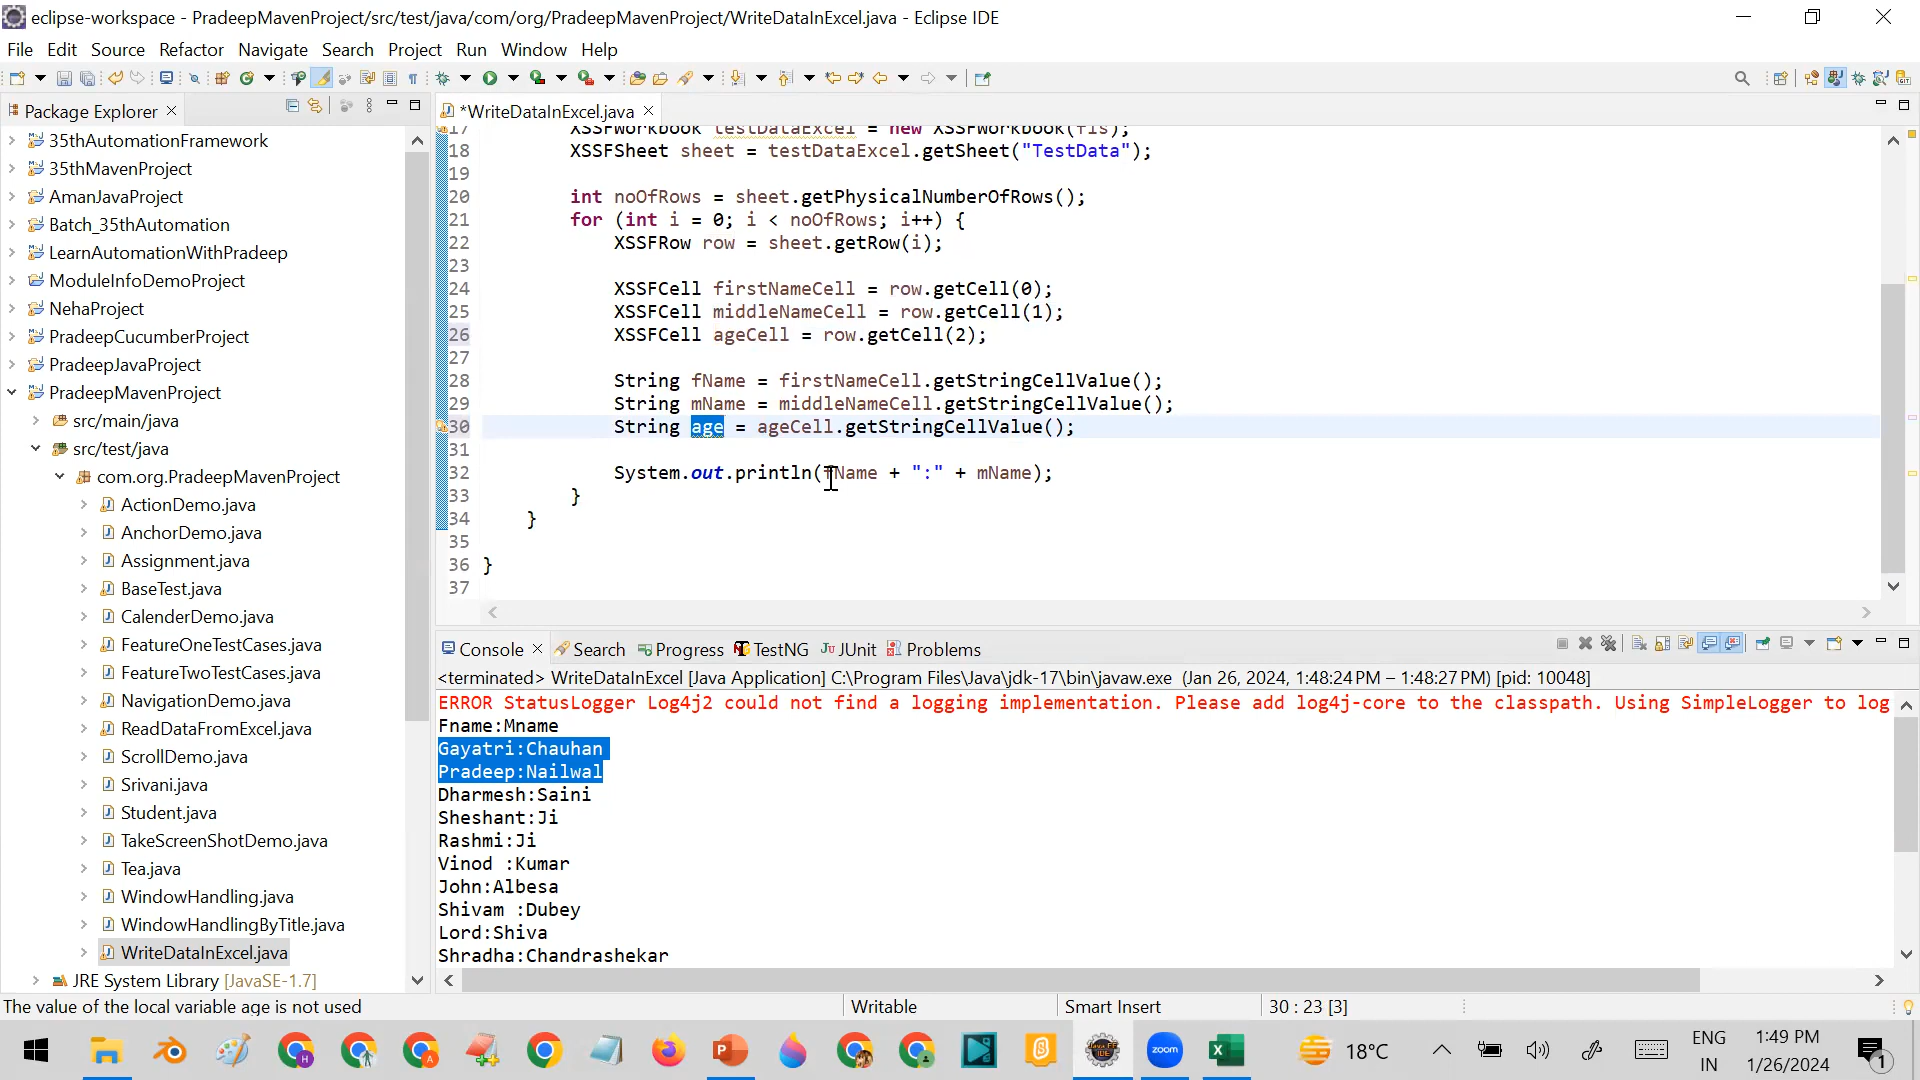 eclipse-workspace - PradeepMavenProject/src/test/java/com/org/PradeepMavenProject/WriteDataInExcel.java - Eclipse IDE
File Edit Source Refactor Navigate Search Project Run Window Help
Package Explorer
*WriteDataInExcel.java
35thAutomationFramework
35thMavenProject
AmanJavaProject
Batch_35thAutomation
LearnAutomationWithPradeep
ModuleInfoDemoProject
NehaProject
PradeepCucumberProject
PradeepJavaProject
PradeepMavenProject
src/main/java
src/test/java
com.org.PradeepMavenProject
ActionDemo.java
AnchorDemo.java
Assignment.java
BaseTest.java
CalenderDemo.java
FeatureOneTestCases.java
FeatureTwoTestCases.java
NavigationDemo.java
ReadDataFromExcel.java
ScrollDemo.java
Srivani.java
Student.java
TakeScreenShotDemo.java
Tea.java
WindowHandling.java
WindowHandlingByTitle.java
WriteDataInExcel.java
JRE System Library [JavaSE-1.7]
17 XSSFWorkbook testDataExcel = new XSSFWorkbook(fis);
18 XSSFSheet sheet = testDataExcel.getSheet("TestData");
19
20 int noOfRows = sheet.getPhysicalNumberOfRows();
21 for (int i = 0; i < noOfRows; i++) {
22 XSSFRow row = sheet.getRow(i);
23
24 XSSFCell firstNameCell = row.getCell(0);
25 XSSFCell middleNameCell = row.getCell(1);
26 XSSFCell ageCell = row.getCell(2);
27
28 String fName = firstNameCell.getStringCellValue();
29 String mName = middleNameCell.getStringCellValue();
30 String age = ageCell.getStringCellValue();
31
32 System.out.println(fName + ":" + mName);
33 }
34 }
35
36 }
37
Console Search Progress TestNG JUnit Problems
<terminated> WriteDataInExcel [Java Application] C:\Program Files\Java\jdk-17\bin\javaw.exe (Jan 26, 2024, 1:48:24 PM – 1:48:27 PM) [pid: 10048]
ERROR StatusLogger Log4j2 could not find a logging implementation. Please add log4j-core to the classpath. Using SimpleLogger to log
Fname:Mname
Gayatri:Chauhan
Pradeep:Nailwal
Dharmesh:Saini
Sheshant:Ji
Rashmi:Ji
Vinod :Kumar
John:Albesa
Shivam :Dubey
Lord:Shiva
Shradha:Chandrashekar
The value of the local variable age is not used
Writable
Smart Insert
30 : 23 [3]
18°C
ENG
IN
1:49 PM
1/26/2024
1